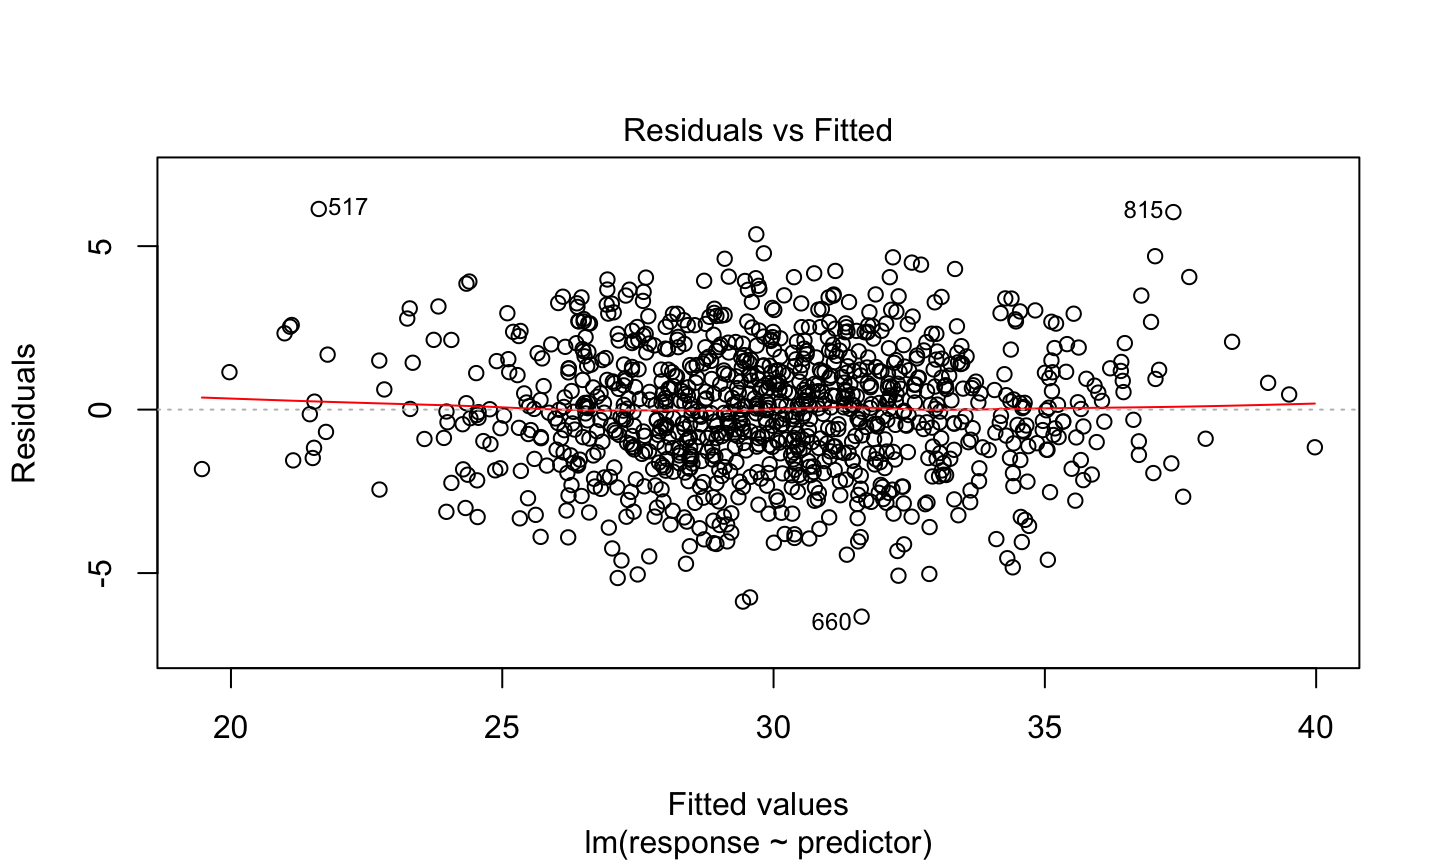 Residuals vs Fitted
Residuals
5
0
-5
517
815
660
20 25 30 35 40
Fitted values
lm(response ~ predictor)